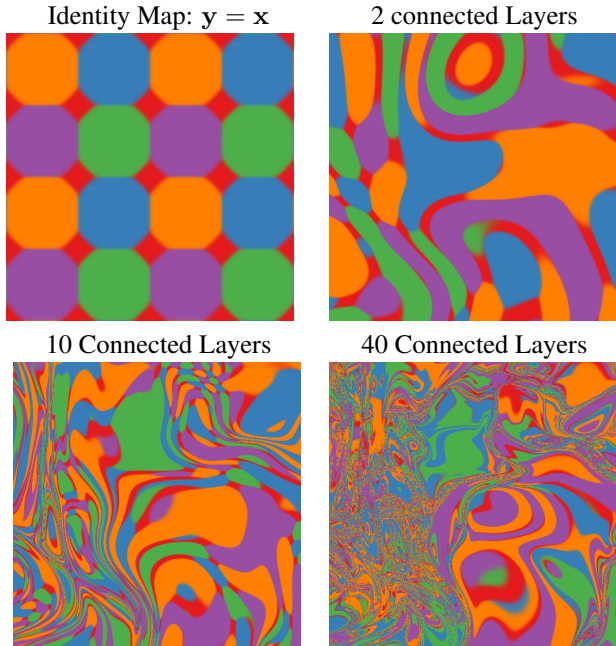 Identity Map: y = x
2 connected Layers
10 Connected Layers
40 Connected Layers